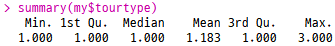 > summary(my$tourtype)
Min. 1st Qu. Median Mean 3rd Qu. Max.
1.000 1.000 1.000 1.183 1.000 3.000